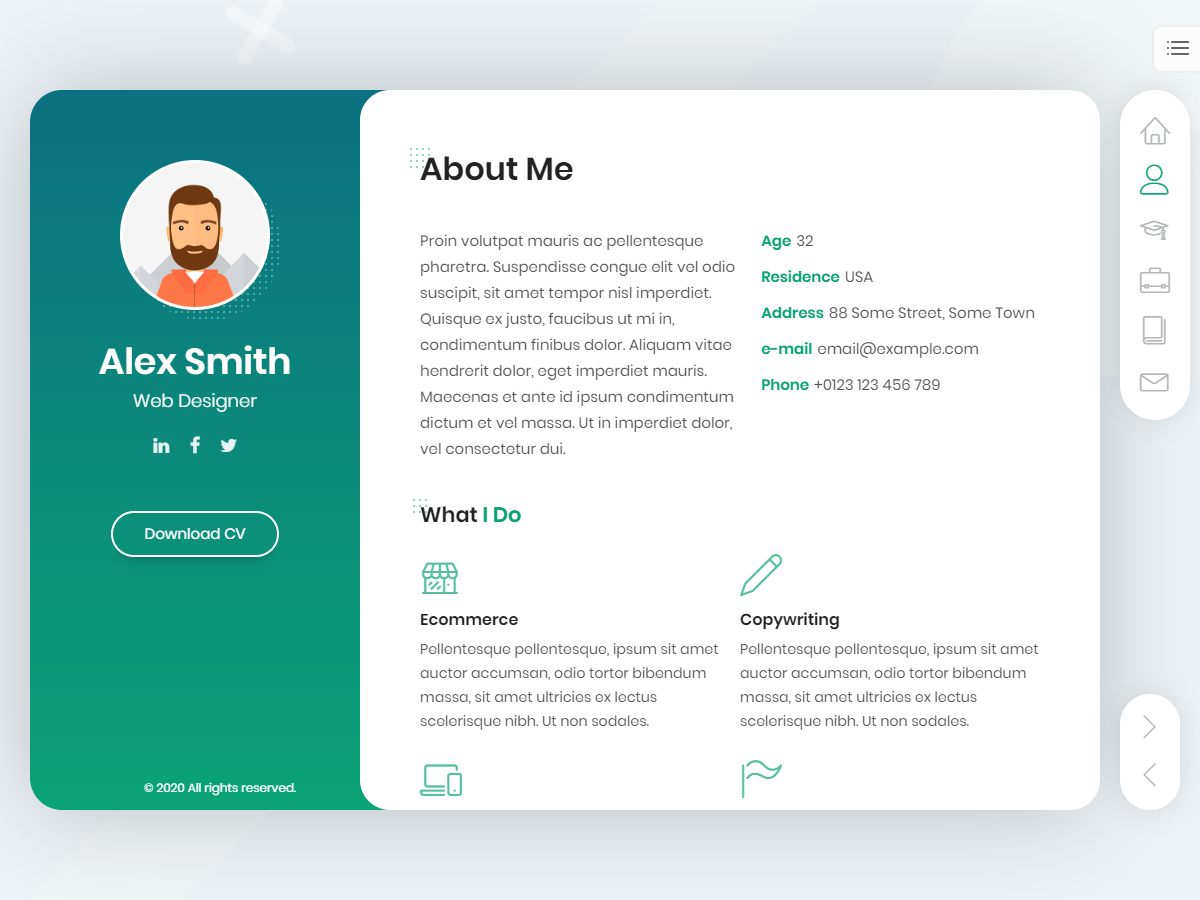 Alex Smith
Web Designer
Download CV
© 2020 All rights reserved.
About Me
Proin volutpat mauris ac pellentesque
pharetra. Suspendisse congue elit vel odio
suscipit, sit amet tempor nisl imperdiet.
Quisque ex justo, faucibus ut mi in,
condimentum finibus dolor. Aliquam vitae
hendrerit dolor, eget imperdiet mauris.
Maecenas et ante id ipsum condimentum
dictum et vel massa. Ut in imperdiet dolor,
vel consectetur dui.
Age 32
Residence USA
Address 88 Some Street, Some Town
e-mail email@example.com
Phone +0123 123 456 789
What I Do
Ecommerce
Pellentesque pellentesque, ipsum sit amet
auctor accumsan, odio tortor bibendum
massa, sit amet ultricies ex lectus
scelerisque nibh. Ut non sodales.
Copywriting
Pellentesque pellentesque, ipsum sit amet
auctor accumsan, odio tortor bibendum
massa, sit amet ultricies ex lectus
scelerisque nibh. Ut non sodales.